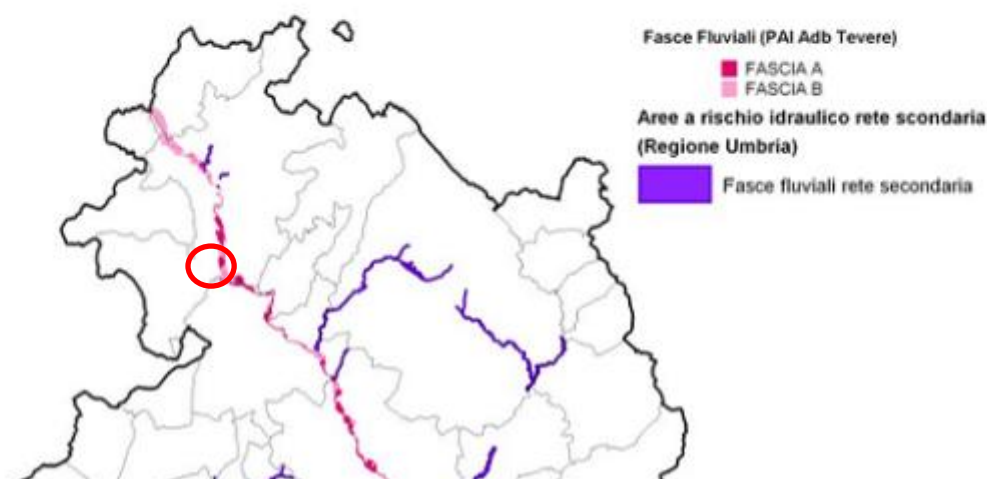 Fasce Fluviali (PAI Adb Tevere)
FASCIA A
FASCIA B
Aree a rischio idraulico rete scondaria
(Regione Umbria)
Fasce fluviali rete secondaria